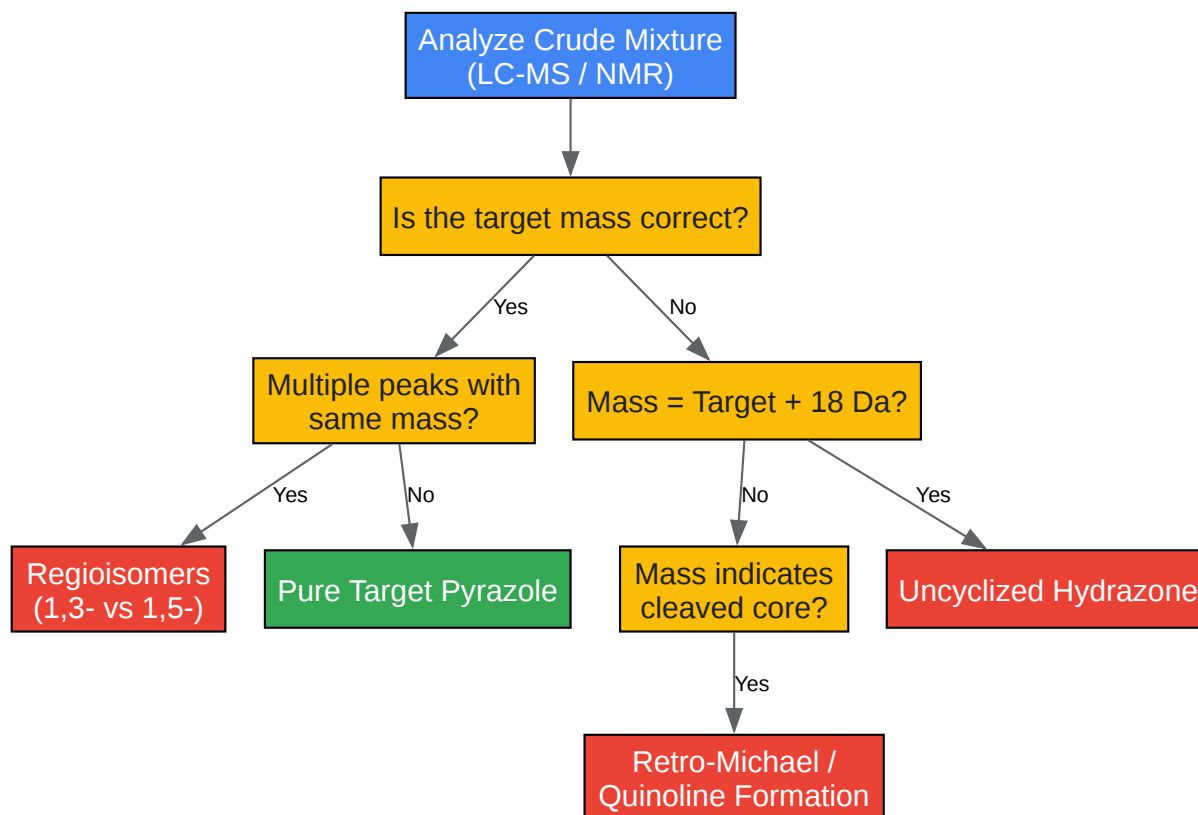 Analyze Crude Mixture
(LC-MS / NMR)
Is the target mass correct?
Yes
No
Multiple peaks with
same mass?
Mass = Target + 18 Da?
Yes
No
No
Yes
Regioisomers
(1,3- vs 1,5-)
Pure Target Pyrazole
Mass indicates
cleaved core?
Uncyclized Hydrazone
Yes
Retro-Michael /
Quinoline Formation